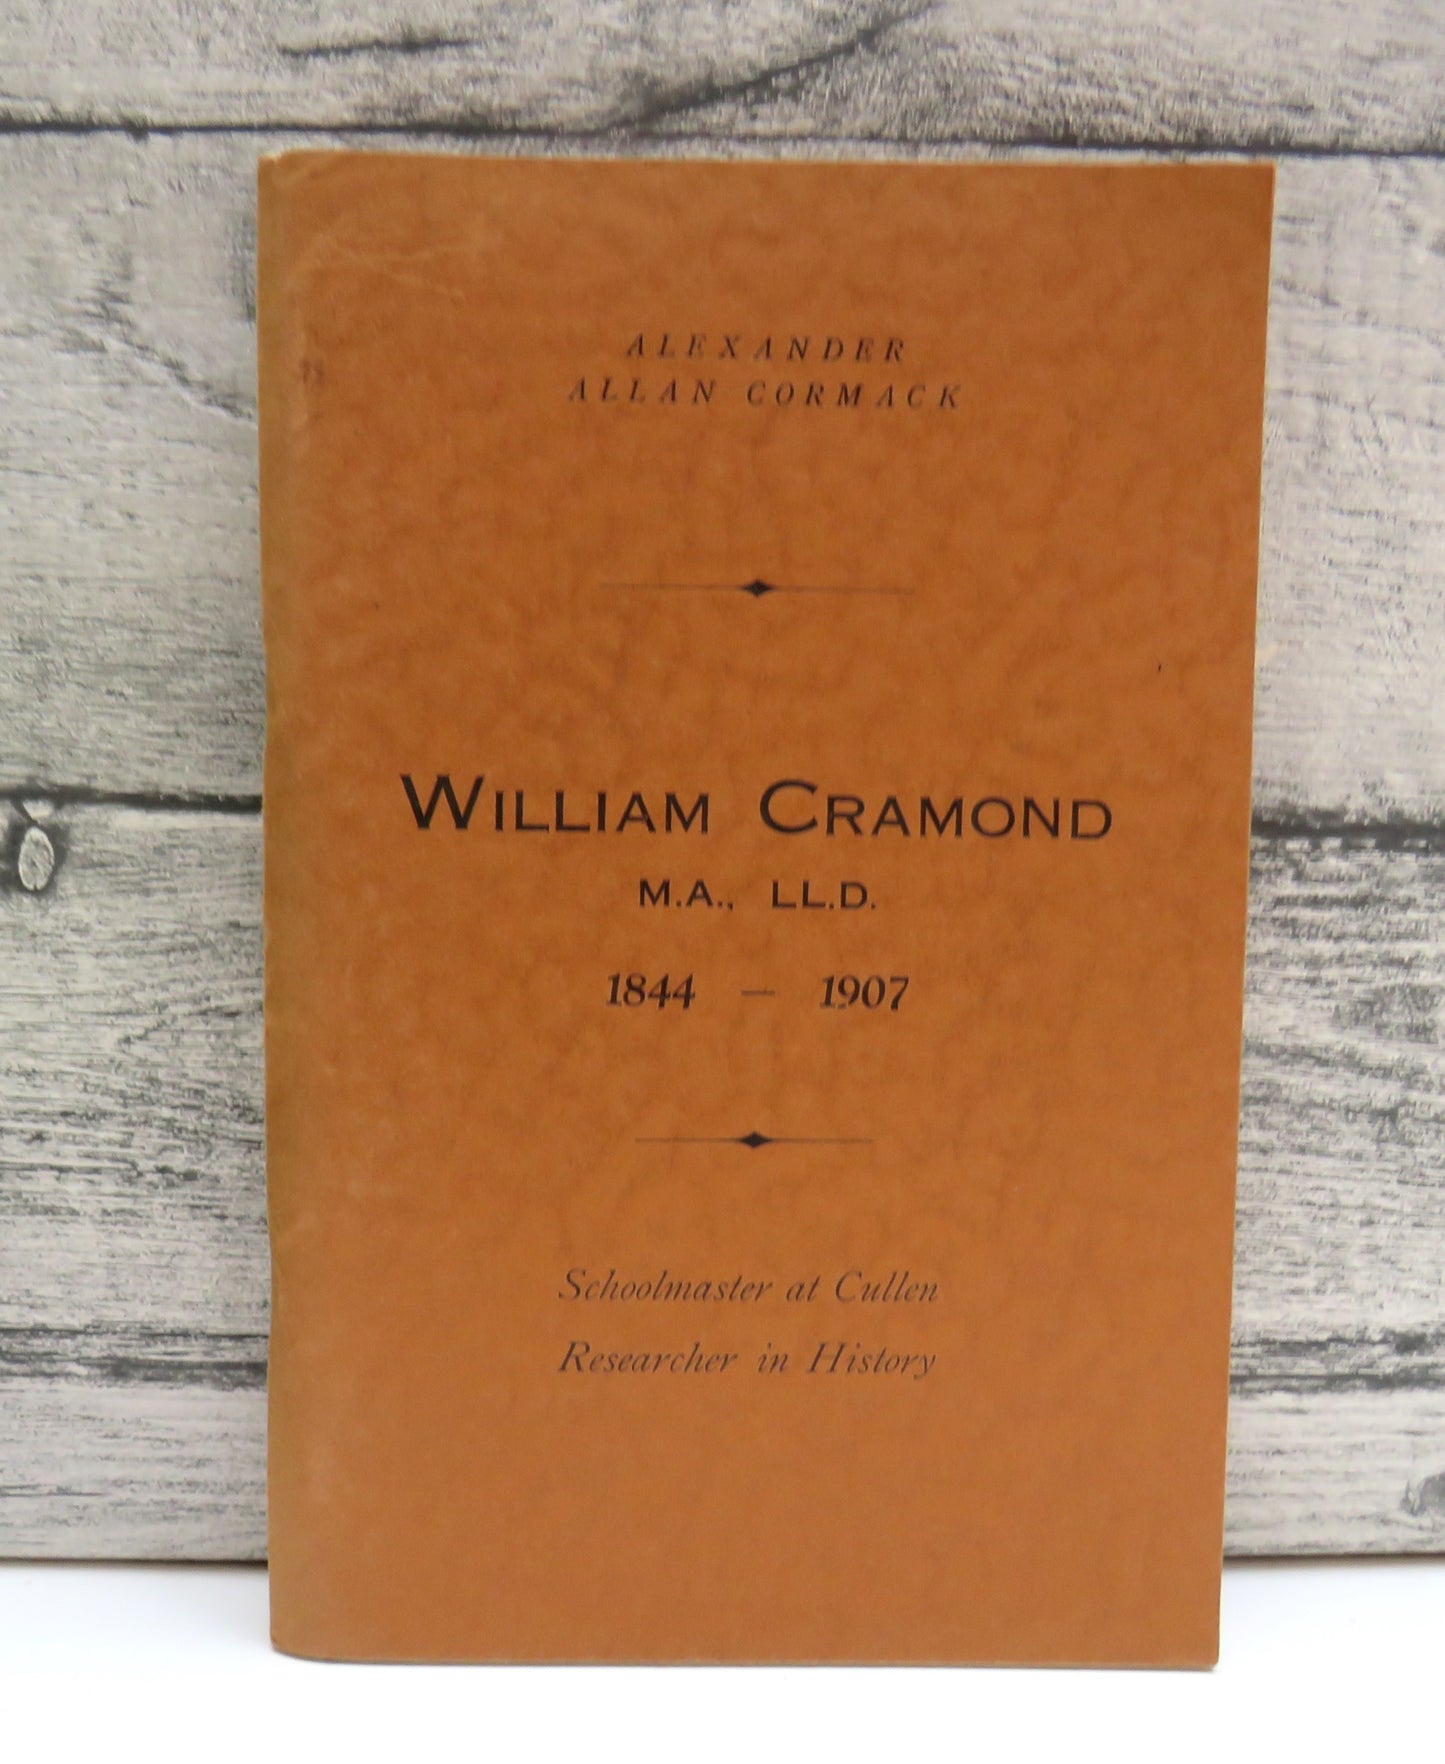 ALEXANDER
ALLAN CORMACK
WILLIAM CRAMOND
M.A., LL.D.
1844 — 1907
Schoolmaster at Cullen
Researcher in History